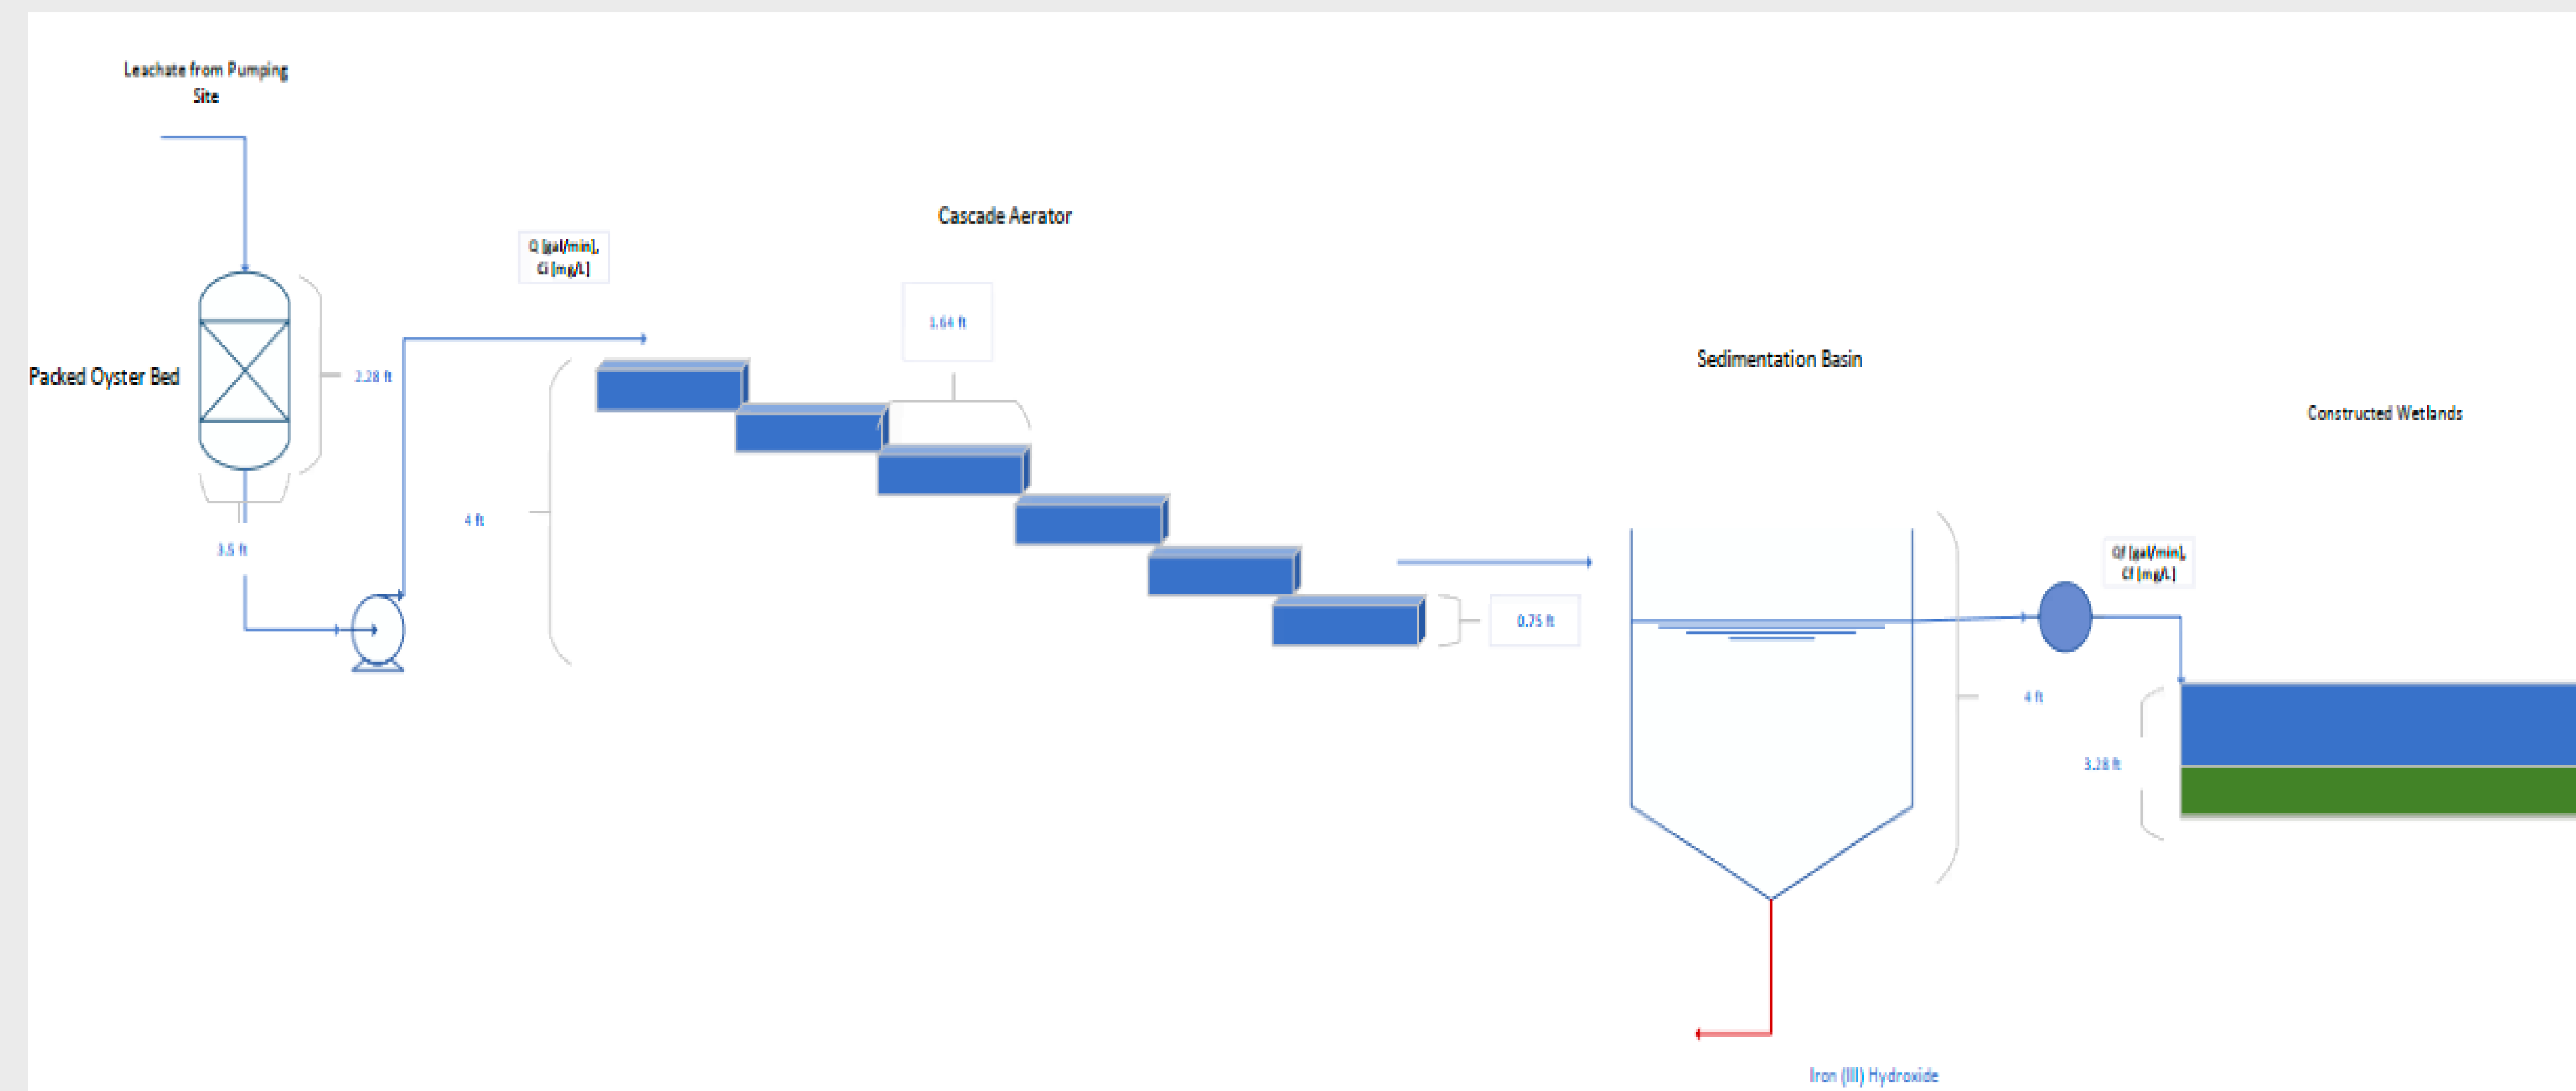 Leachate from Pumping
Site
Cascade Aerator
Q [gal/min],
Ci [mg/L]
1.64 ft
Packed Oyster Bed
2.28 ft
Sedimentation Basin
Constructed Wetlands
4 ft
3.5 ft
Qf [gal/min],
Cf [mg/L]
0.75 ft
4 ft
3.28 ft
Iron (III) Hydroxide